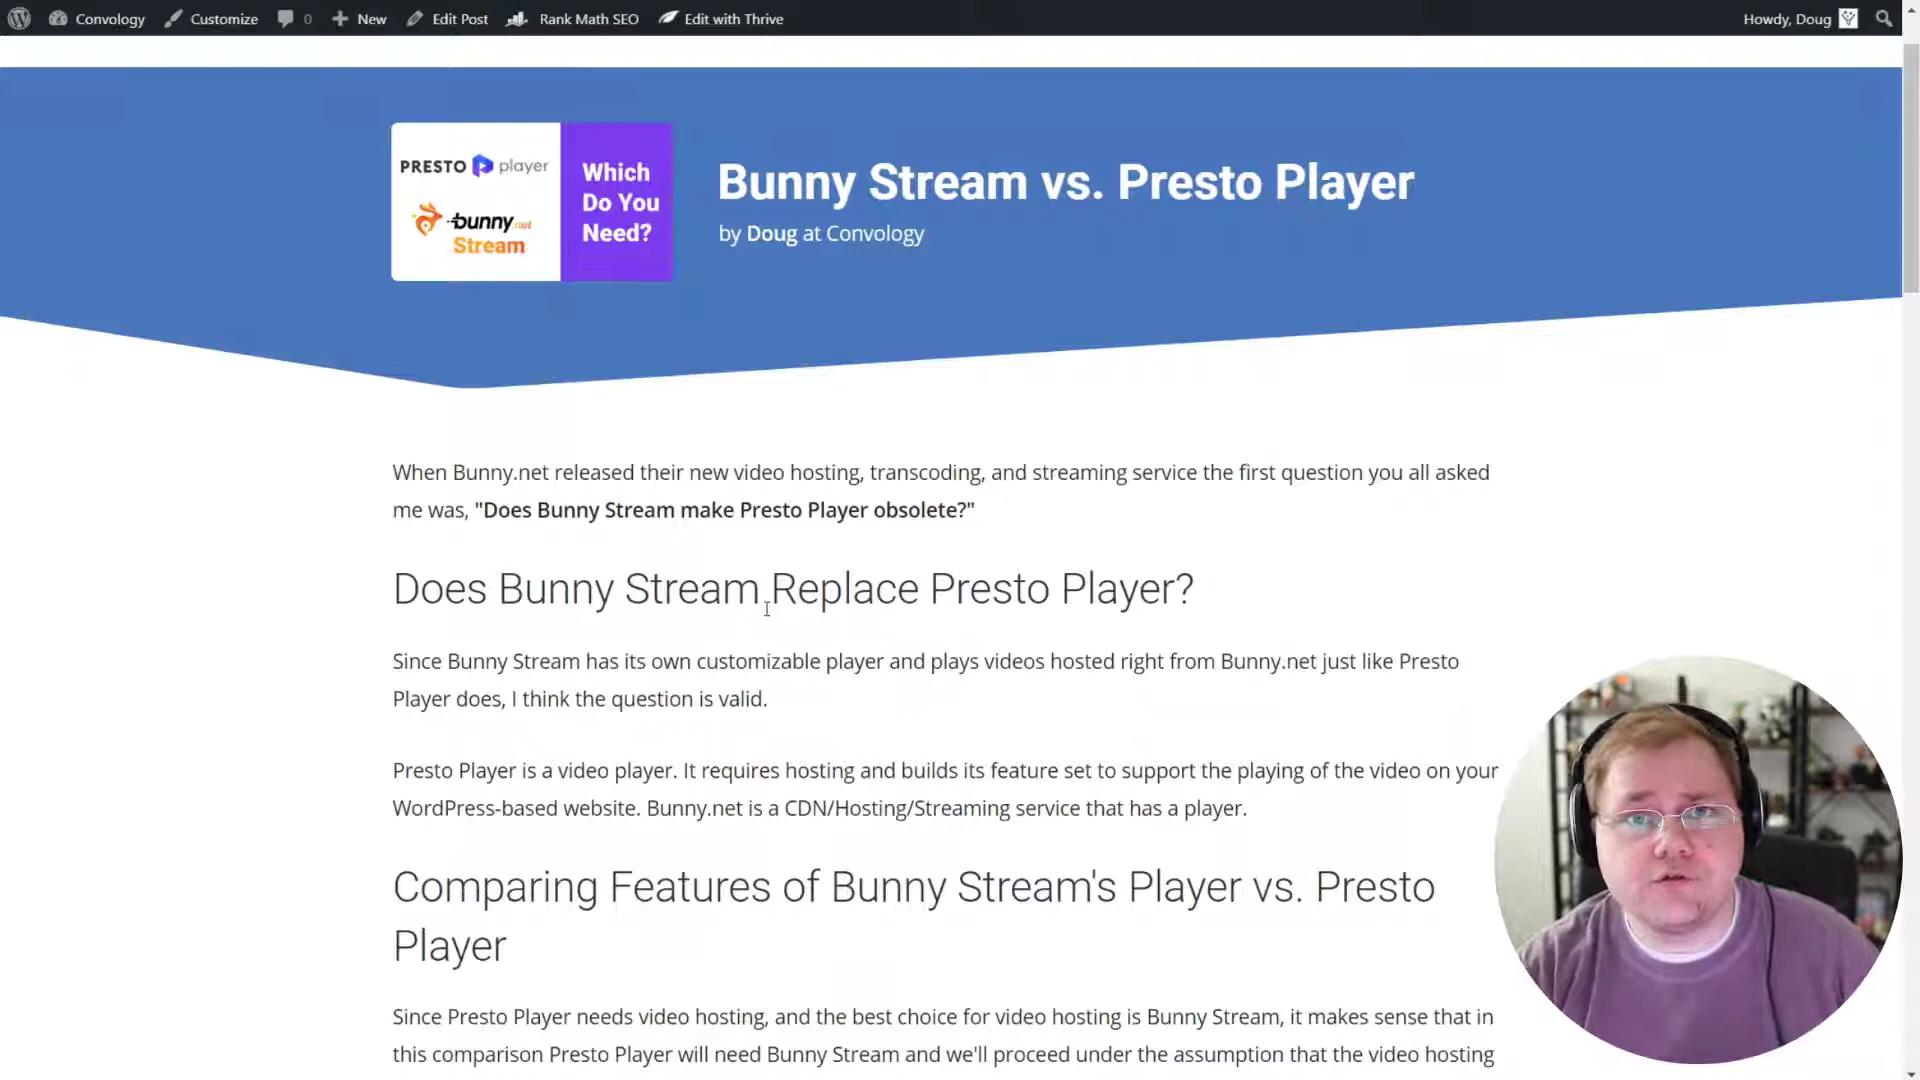 Convology
Customize
0
New
Edit Post
Rank Math SEO
Edit with Thrive
Howdy, Doug
PRESTO player
bunny.net
Stream
Which
Do You
Need?
Bunny Stream vs. Presto Player
by Doug at Convology
When Bunny.net released their new video hosting, transcoding, and streaming service the first question you all asked
me was, "Does Bunny Stream make Presto Player obsolete?"
Does Bunny Stream Replace Presto Player?
Since Bunny Stream has its own customizable player and plays videos hosted right from Bunny.net just like Presto
Player does, I think the question is valid.
Presto Player is a video player. It requires hosting and builds its feature set to support the playing of the video on your
WordPress-based website. Bunny.net is a CDN/Hosting/Streaming service that has a player.
Comparing Features of Bunny Stream's Player vs. Presto
Player
Since Presto Player needs video hosting, and the best choice for video hosting is Bunny Stream, it makes sense that in
this comparison Presto Player will need Bunny Stream and we'll proceed under the assumption that the video hosting